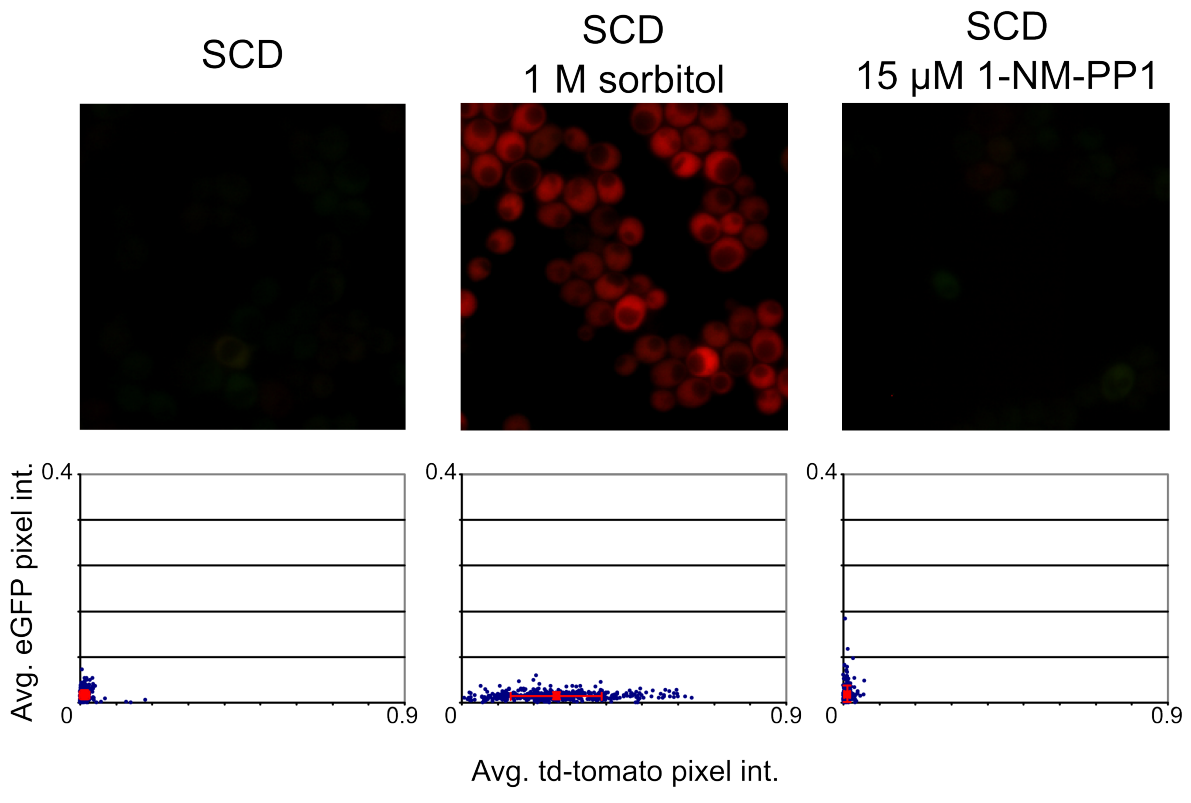 SCD
SCD
1 M sorbitol
SCD
15 µM 1-NM-PP1
Avg. eGFP pixel int.
0.4
0
0.9
0.4
0
0.9
0.4
0
0.9
Avg. td-tomato pixel int.